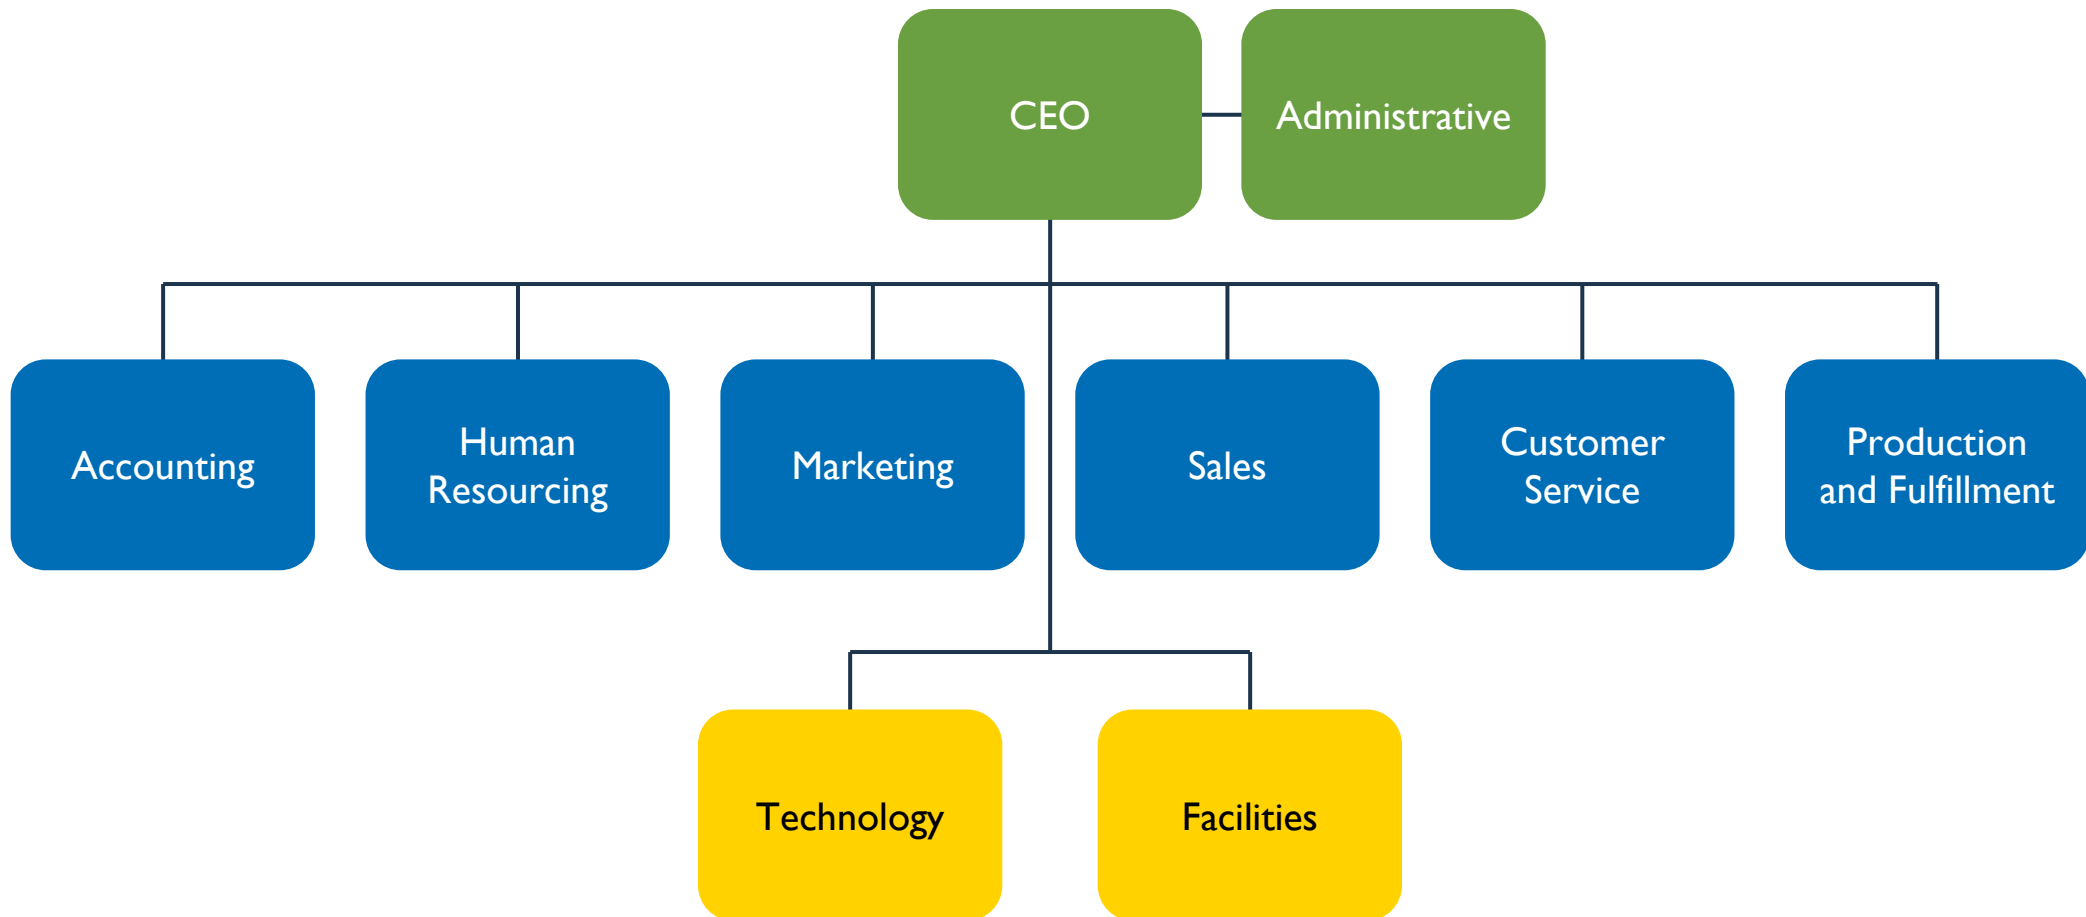 CEO
Administrative
Accounting
Human
Resourcing
Marketing
Sales
Customer
Service
Production
and Fulfillment
Technology
Facilities